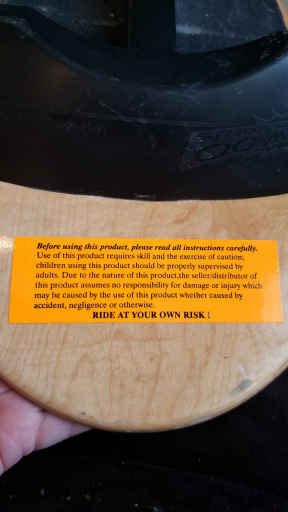 Before using this product, please read all instructions carefully.
Use of this product requires skill and the exercise of caution,
children using this product should be properly supervised by
adults. Due to the nature of this product,the seller/distributor of
this product assumes no responsibility for damage or injury which
may be caused by the use of this product whether caused by
accident, negligence or otherwise.
RIDE AT YOUR OWN RISK !